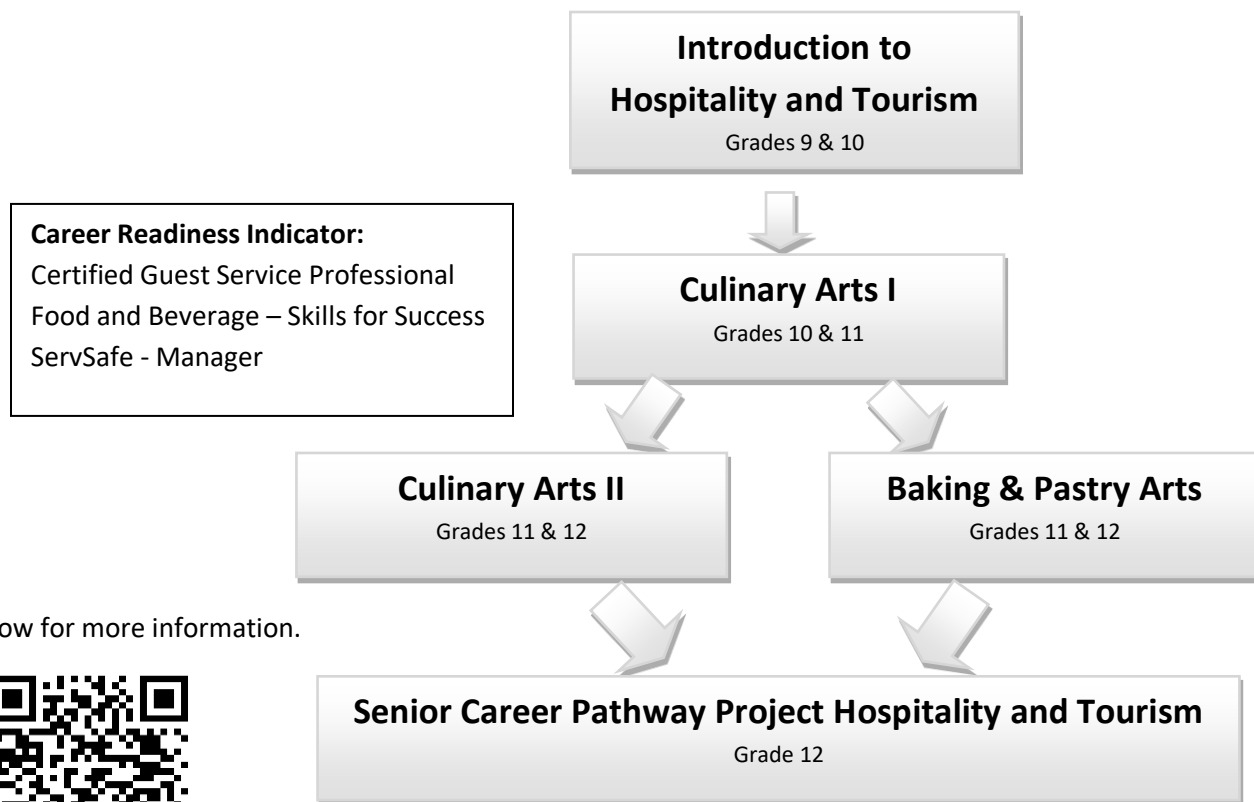 Introduction to
Hospitality and Tourism
Grades 9 & 10
Career Readiness Indicator:
Certified Guest Service Professional
Food and Beverage – Skills for Success
ServSafe - Manager
Culinary Arts I
Grades 10 & 11
Culinary Arts II
Grades 11 & 12
Baking & Pastry Arts
Grades 11 & 12
for more information.
Senior Career Pathway Project Hospitality and Tourism
Grade 12